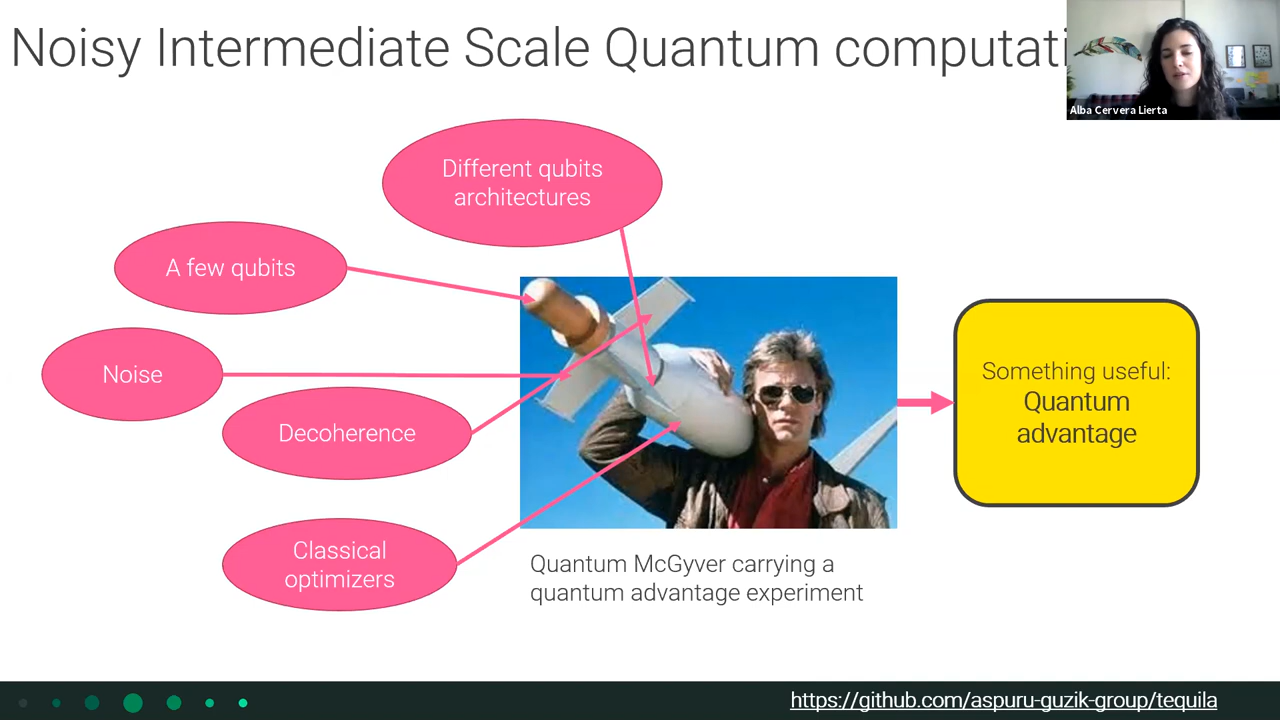 Noisy Intermediate Scale Quantum computati
Alba Cervera Lierta
Different qubits
architectures
A few qubits
Noise
Decoherence
Classical
optimizers
Something useful:
Quantum
advantage
Quantum McGyver carrying a
quantum advantage experiment
https://github.com/aspuru-guzik-group/tequila